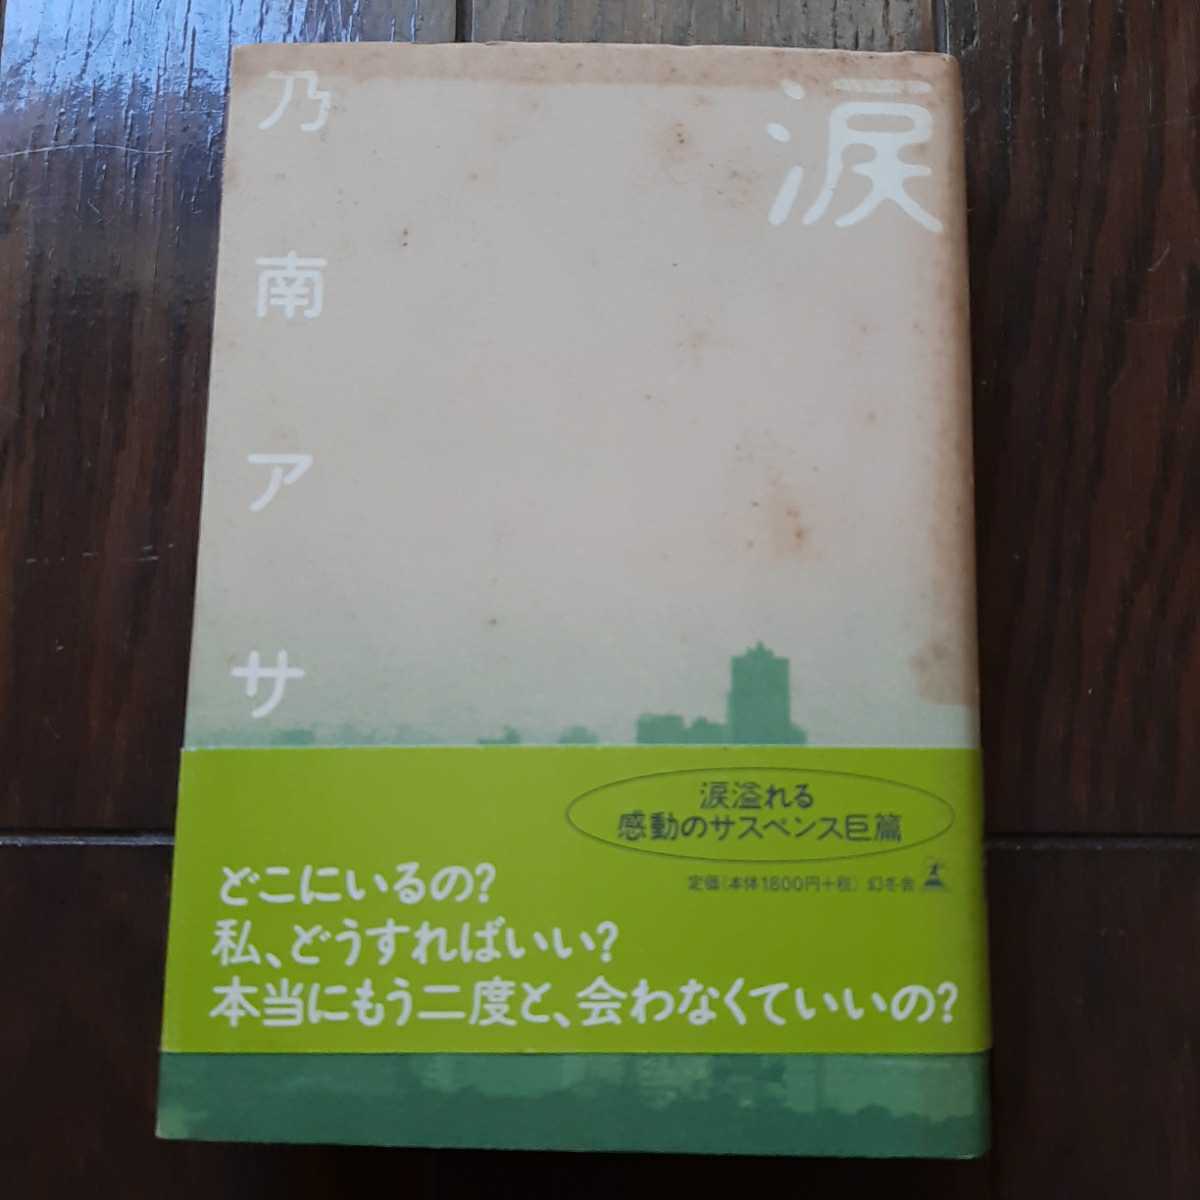 涙
乃南アサ
涙溢れる
感動のサスペンス巨篇
定価(本体1800円+税) 幻冬舎
どこにいるの?
私、どうすればいい?
本当にもう二度と、会わなくていいの?